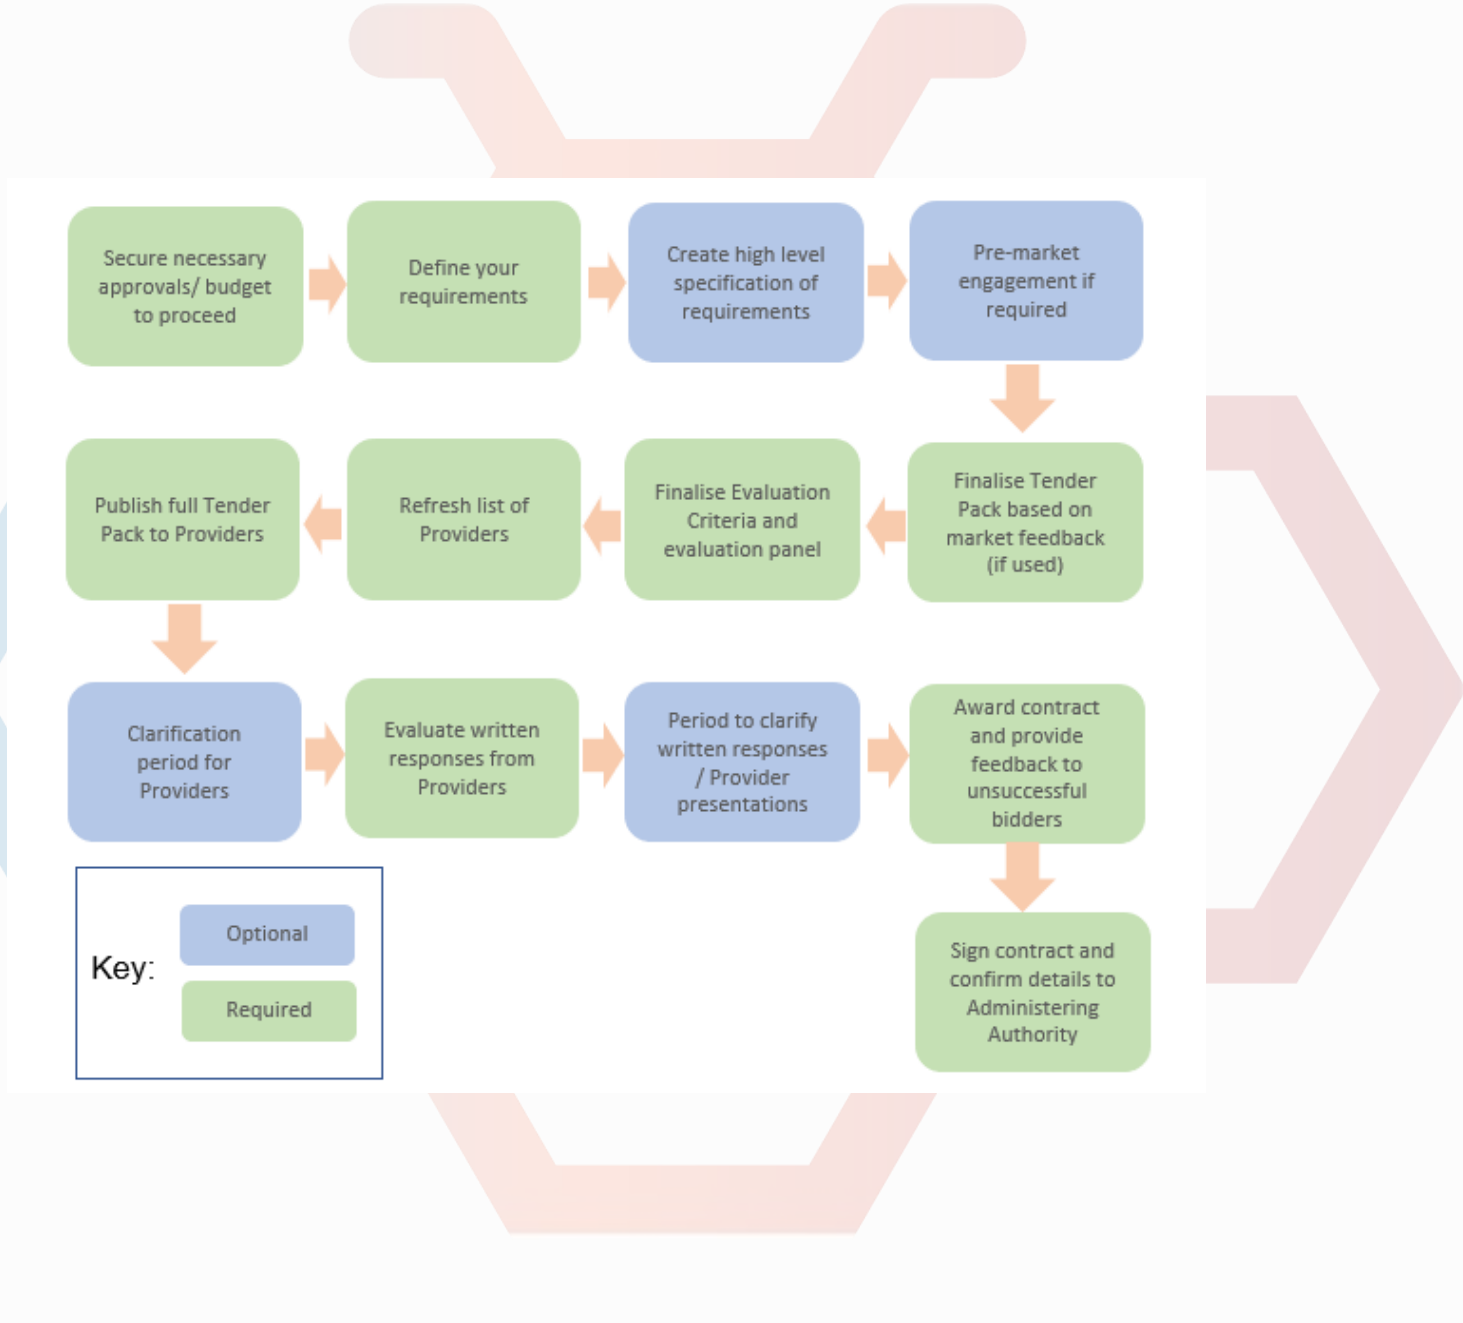 Secure necessary
approvals/ budget
to proceed
Define your
requirements
Create high level
specification of
requirements
Pre-market
engagement if
required
Finalise Tender
Pack based on
market feedback
(if used)
Finalise Evaluation
Criteria and
evaluation panel
Refresh list of
Providers
Publish full Tender
Pack to Providers
Clarification
period for
Providers
Evaluate written
responses from
Providers
Period to clarify
written responses
/ Provider
presentations
Award contract
and provide
feedback to
unsuccessful
bidders
Sign contract and
confirm details to
Administering
Authority
Key:
Optional
Required